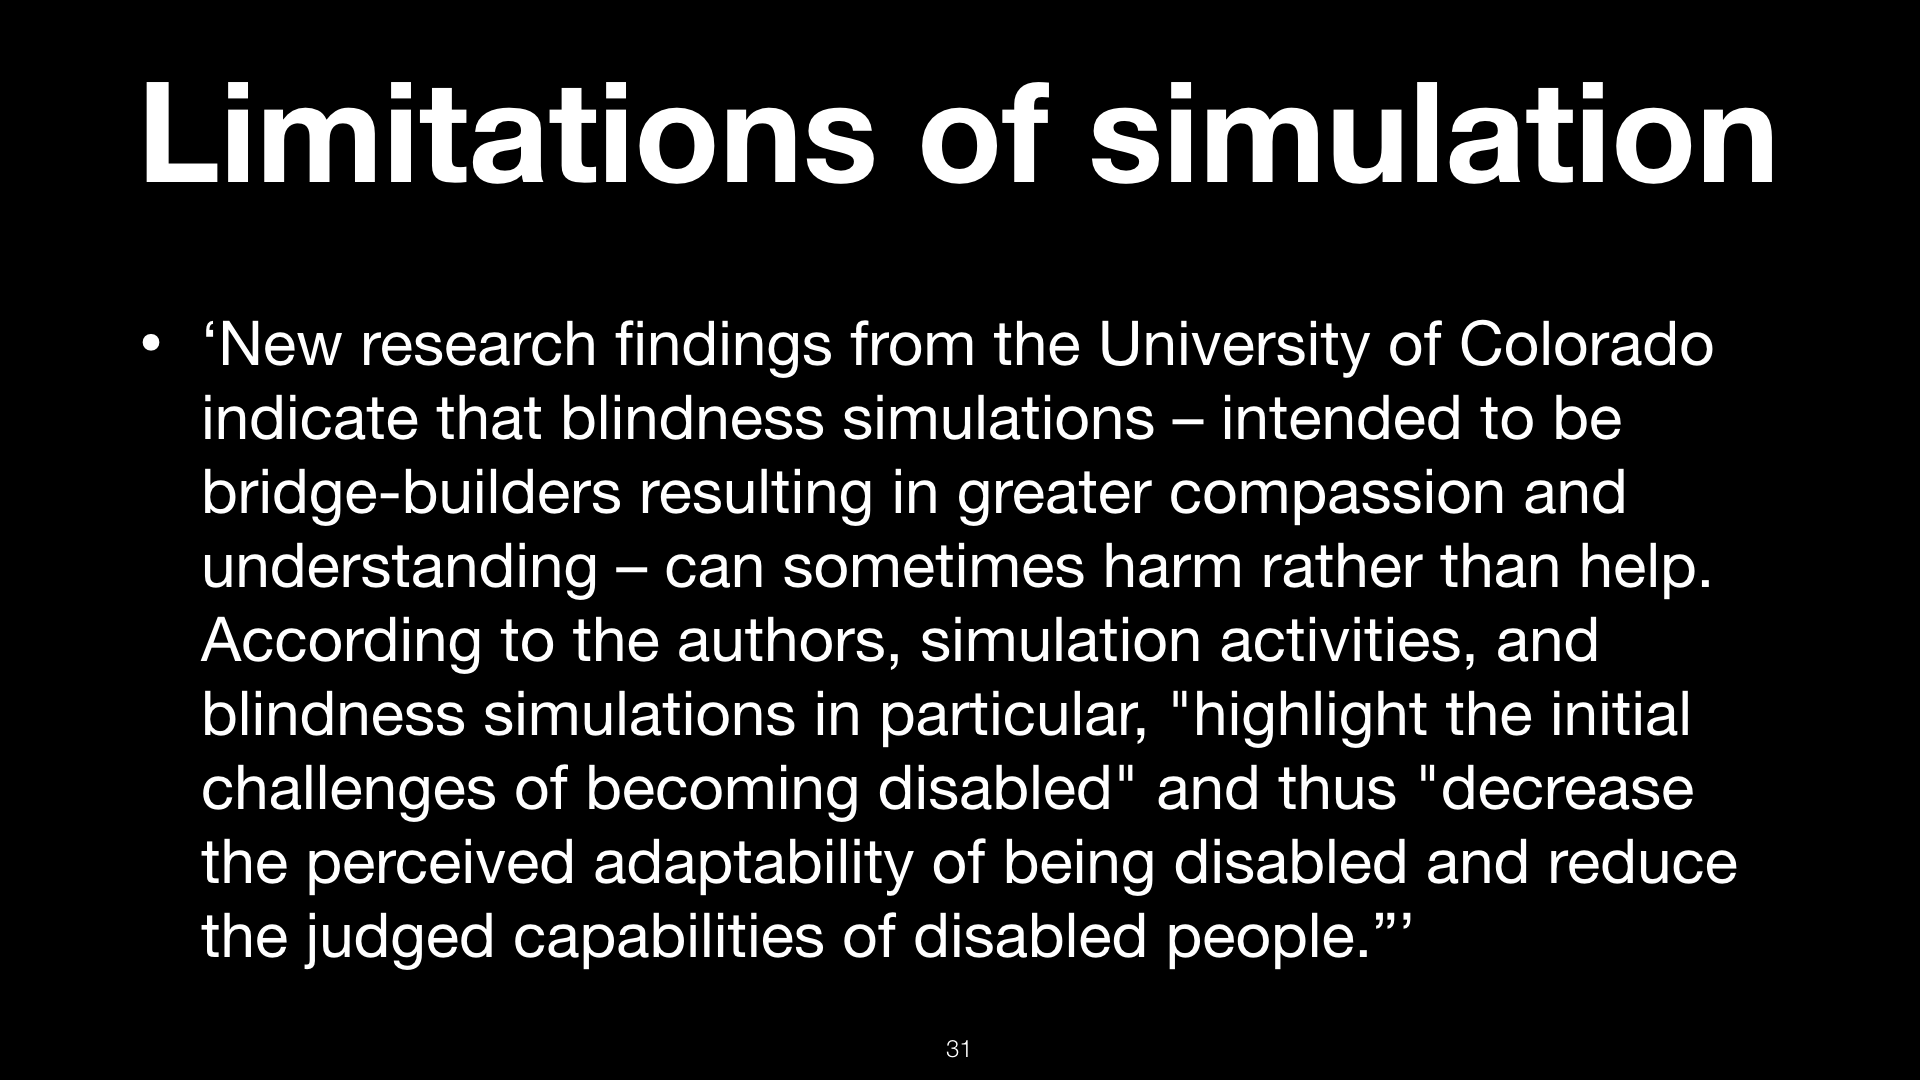 Limitations of simulation
• ‘New research findings from the University of Colorado
indicate that blindness simulations – intended to be
bridge-builders resulting in greater compassion and
understanding – can sometimes harm rather than help.
According to the authors, simulation activities, and
blindness simulations in particular, "highlight the initial
challenges of becoming disabled" and thus "decrease
the perceived adaptability of being disabled and reduce
the judged capabilities of disabled people.”’
31